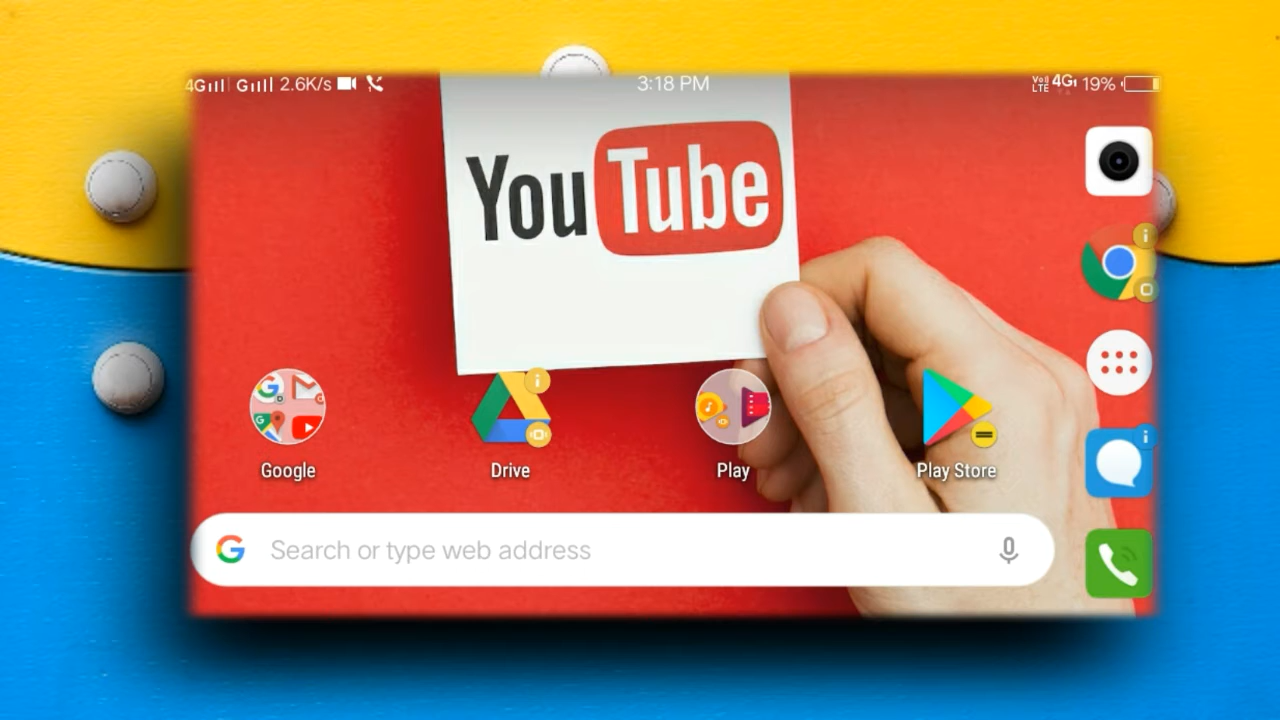 4G G 2.6K/s 3:18 PM VoLTE 4G 19%
YouTube
Google Drive Play Play Store
Search or type web address